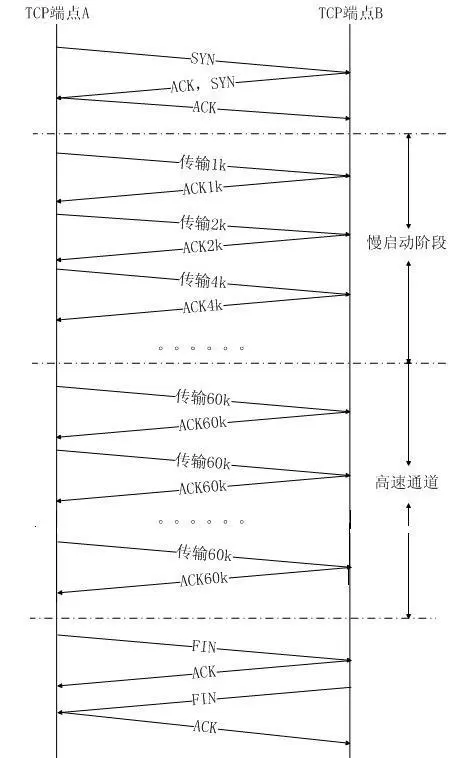 TCP端点A
TCP端点B
SYN
ACK, SYN
ACK
传输1k
ACK1k
传输2k
ACK2k
慢启动阶段
传输4k
ACK4k
。。。。。。
传输60k
ACK60k
传输60k
ACK60k
高速通道
。。。。。。
传输60k
ACK60k
FIN
ACK
FIN
ACK